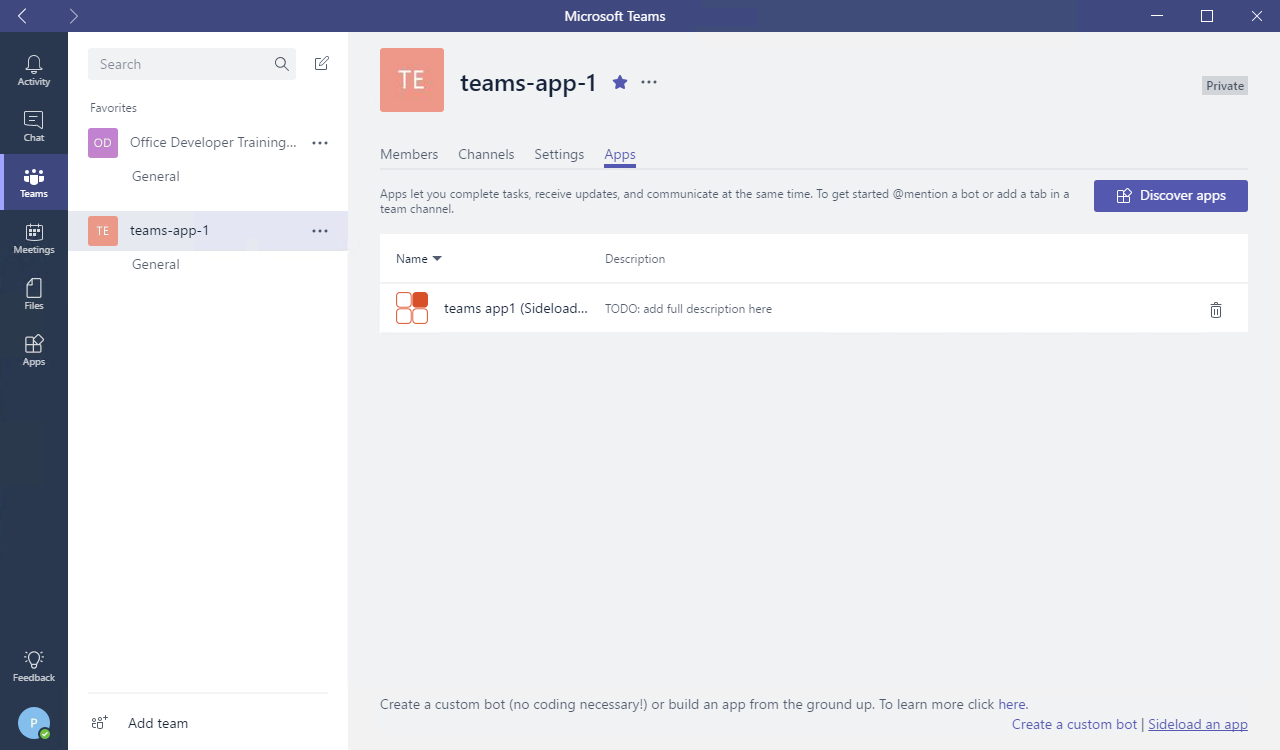 Microsoft Teams
Activity
Chat
Teams
Meetings
Files
Apps
Feedback
P
Search
Favorites
OD Office Developer Training...
General
TE teams-app-1
General
Add team
TE teams-app-1
Private
Members Channels Settings Apps
Apps let you complete tasks, receive updates, and communicate at the same time. To get started @mention a bot or add a tab in a
team channel.
Discover apps
Name Description
teams app1 (Sideload... TODO: add full description here
Create a custom bot (no coding necessary!) or build an app from the ground up. To learn more click here.
Create a custom bot | Sideload an app